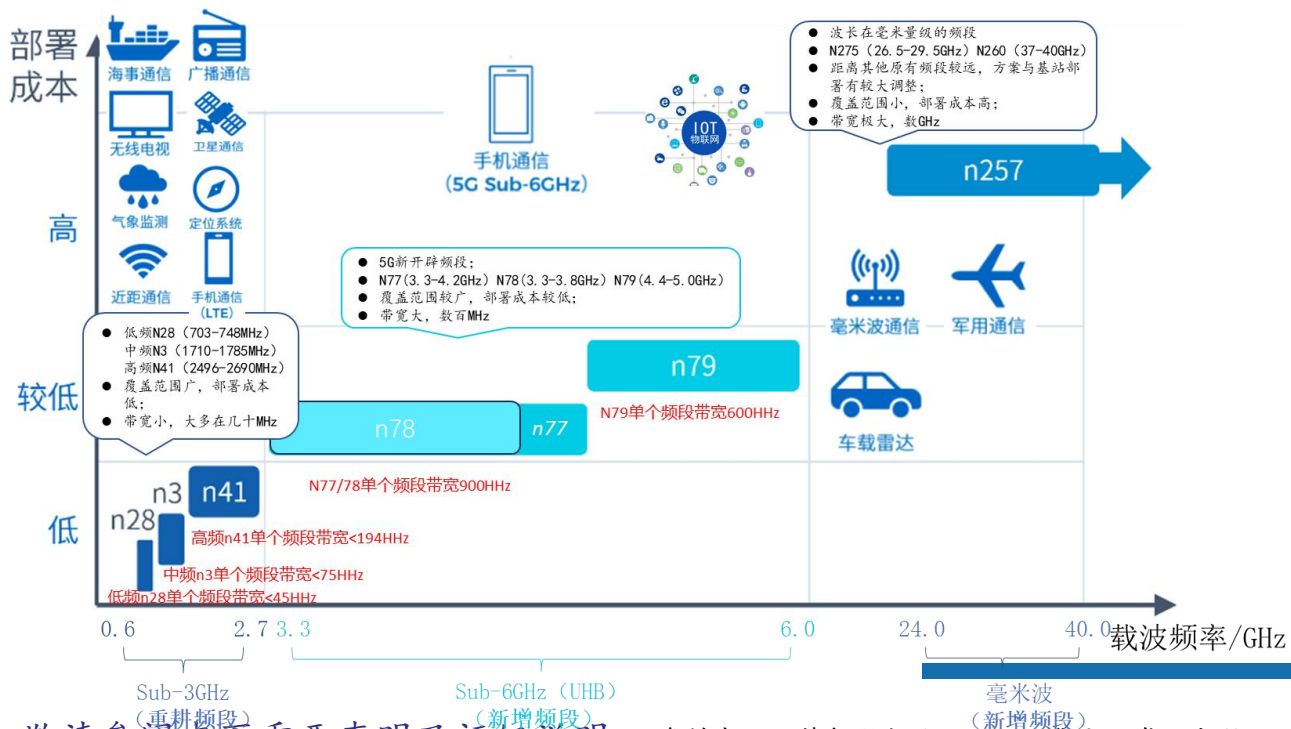 部署
成本
海事通信
广播通信
无线电视
卫星通信
气象监测
定位系统
近距通信
手机通信
(LTE)
手机通信
(5G Sub-6GHz)
IOT
物联网
● 波长在毫米量级的频段
● N275（26.5-29.5GHz）N260（37-40GHz）
● 距离其他原有频段较远，方案与基站部
署有较大调整；
● 覆盖范围小，部署成本高；
● 带宽极大，数GHz
n257
高
● 5G新开辟频段；
● N77(3.3-4.2GHz) N78(3.3-3.8GHz) N79(4.4-5.0GHz)
● 覆盖范围较广，部署成本较低；
● 带宽大，数百MHz
毫米波通信
军用通信
● 低频N28（703-748MHz）
中频N3（1710-1785MHz）
高频N41（2496-2690MHz）
● 覆盖范围广，部署成本
低；
● 带宽小，大多在几十MHz
较低
n79
N79单个频段带宽600HHz
车载雷达
n78
n77
N77/78单个频段带宽900HHz
n3
n41
n28
低
高频n41单个频段带宽<194HHz
中频n3单个频段带宽<75HHz
低频n28单个频段带宽<45HHz
0.6
2.7
3.3
6.0
24.0
40.0
载波频率/GHz
Sub-3GHz
（重耕频段）
Sub-6GHz（UHB）
（新增频段）
毫米波
（新增频段）